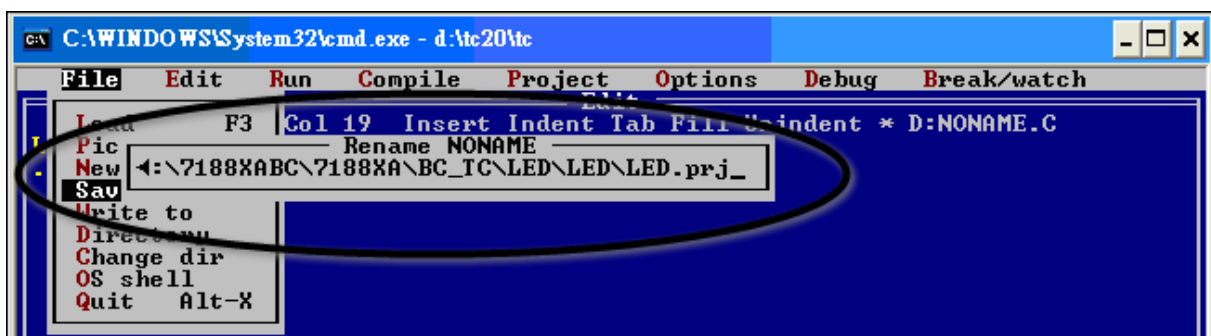 C:\WINDOWS\System32\cmd.exe - d:\tc20\tc
File Edit Run Compile Project Options Debug Break/watch
Edit
Load F3 Col 19 Insert Indent Tab Fill Unindent * D:NONAME.C
Pic Rename NONAME
New :\7188XABC\7188XA\BC_TC\LED\LED\LED.prj_
Sav
Write to
Directory
Change dir
OS shell
Quit Alt-X